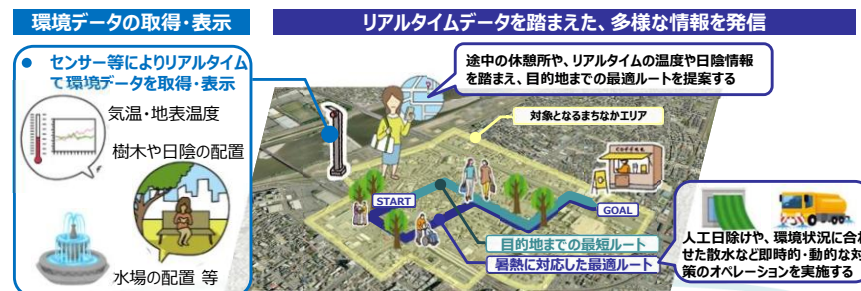 環境データの取得・表示
リアルタイムデータを踏まえた、多様な情報を発信
● センサー等によりリアルタイム
て環境データを取得・表示
気温・地表温度
樹木や日陰の配置
水場の配置 等
途中の休憩所や、リアルタイムの温度や日陰情報
を踏まえ、目的地までの最適ルートを提案する
対象となるまちなかエリア
START
GOAL
目的地までの最短ルート
暑熱に対応した最適ルート
人工日除けや、環境状況に合わ
せた散水など即時的・動的な対
策のオペレーションを実施する